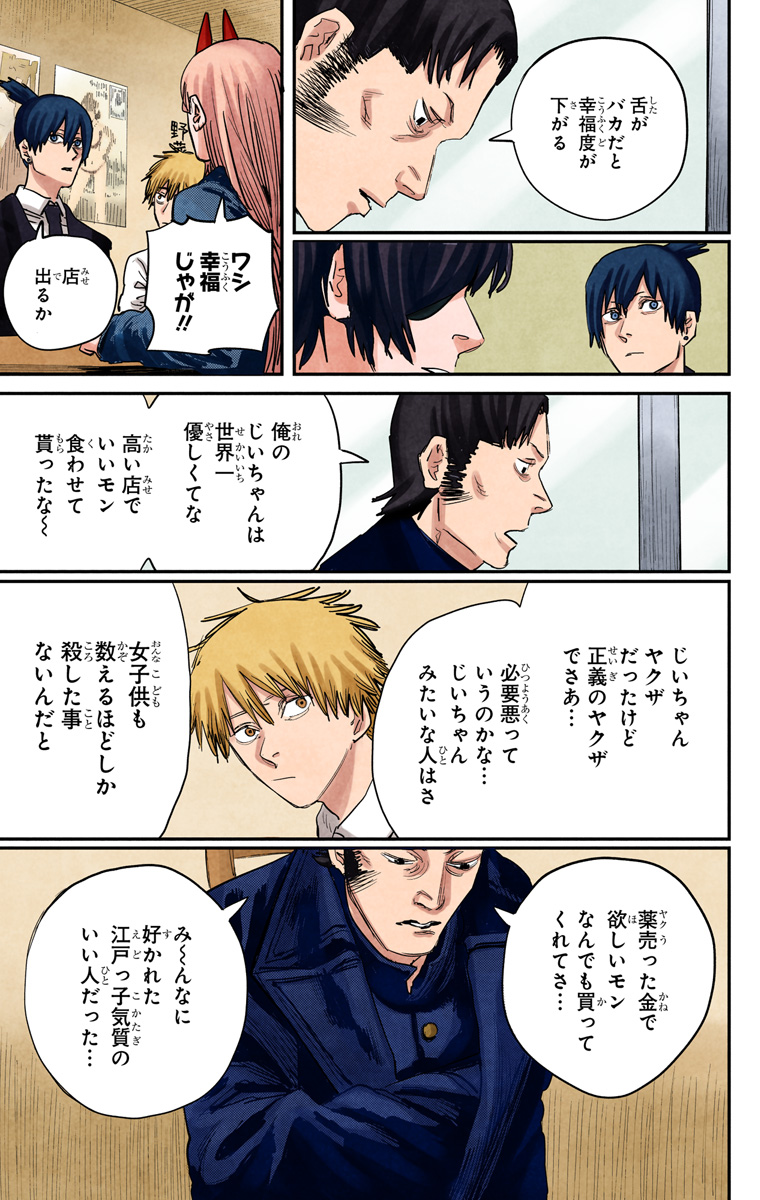 舌が
バカだと
幸福度が
下がる
ワシ
幸福
じゃが!!
店
出るか
野菜
俺の
じいちゃんは
世界一
優しくてな
高い店で
いいモン
食わせて
貰ったな〜
じいちゃん
ヤクザ
だったけど
正義のヤクザ
でさあ…
必要悪って
いうのかな…
じいちゃん
みたいな人はさ
女子供も
数えるほどしか
殺した事
ないんだと
薬売った金で
欲しいモン
なんでも買って
くれてさ…
み〜んなに
好かれた
江戸っ子気質の
いい人だった…